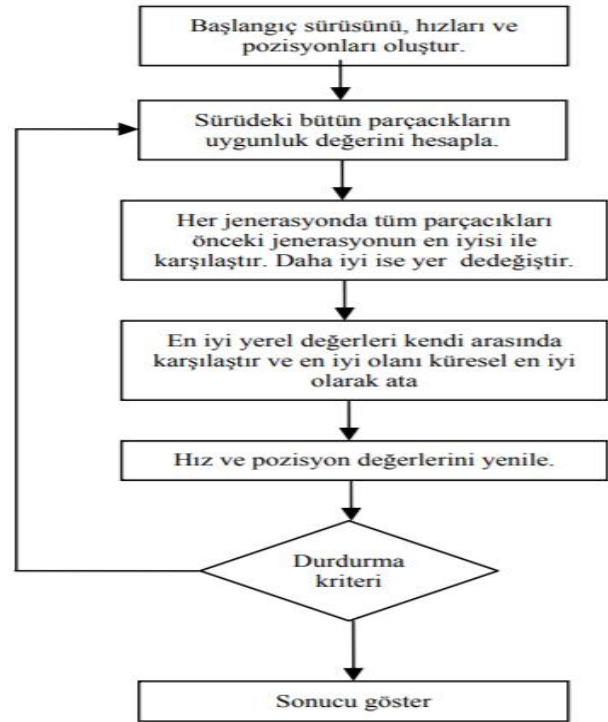 Başlangıç sürüsünü, hızları ve
pozisyonları oluştur.
Sürüdeki bütün parçacıkların
uygunluk değerini hesapla.
Her jenerasyonda tüm parçacıkları
önceki jenerasyonun en iyisi ile
karşılaştır. Daha iyi ise yer dedeğiştir.
En iyi yerel değerleri kendi arasında
karşılaştır ve en iyi olanı küresel en iyi
olarak ata
Hız ve pozisyon değerlerini yenile.
Durdurma
kriteri
Sonucu göster